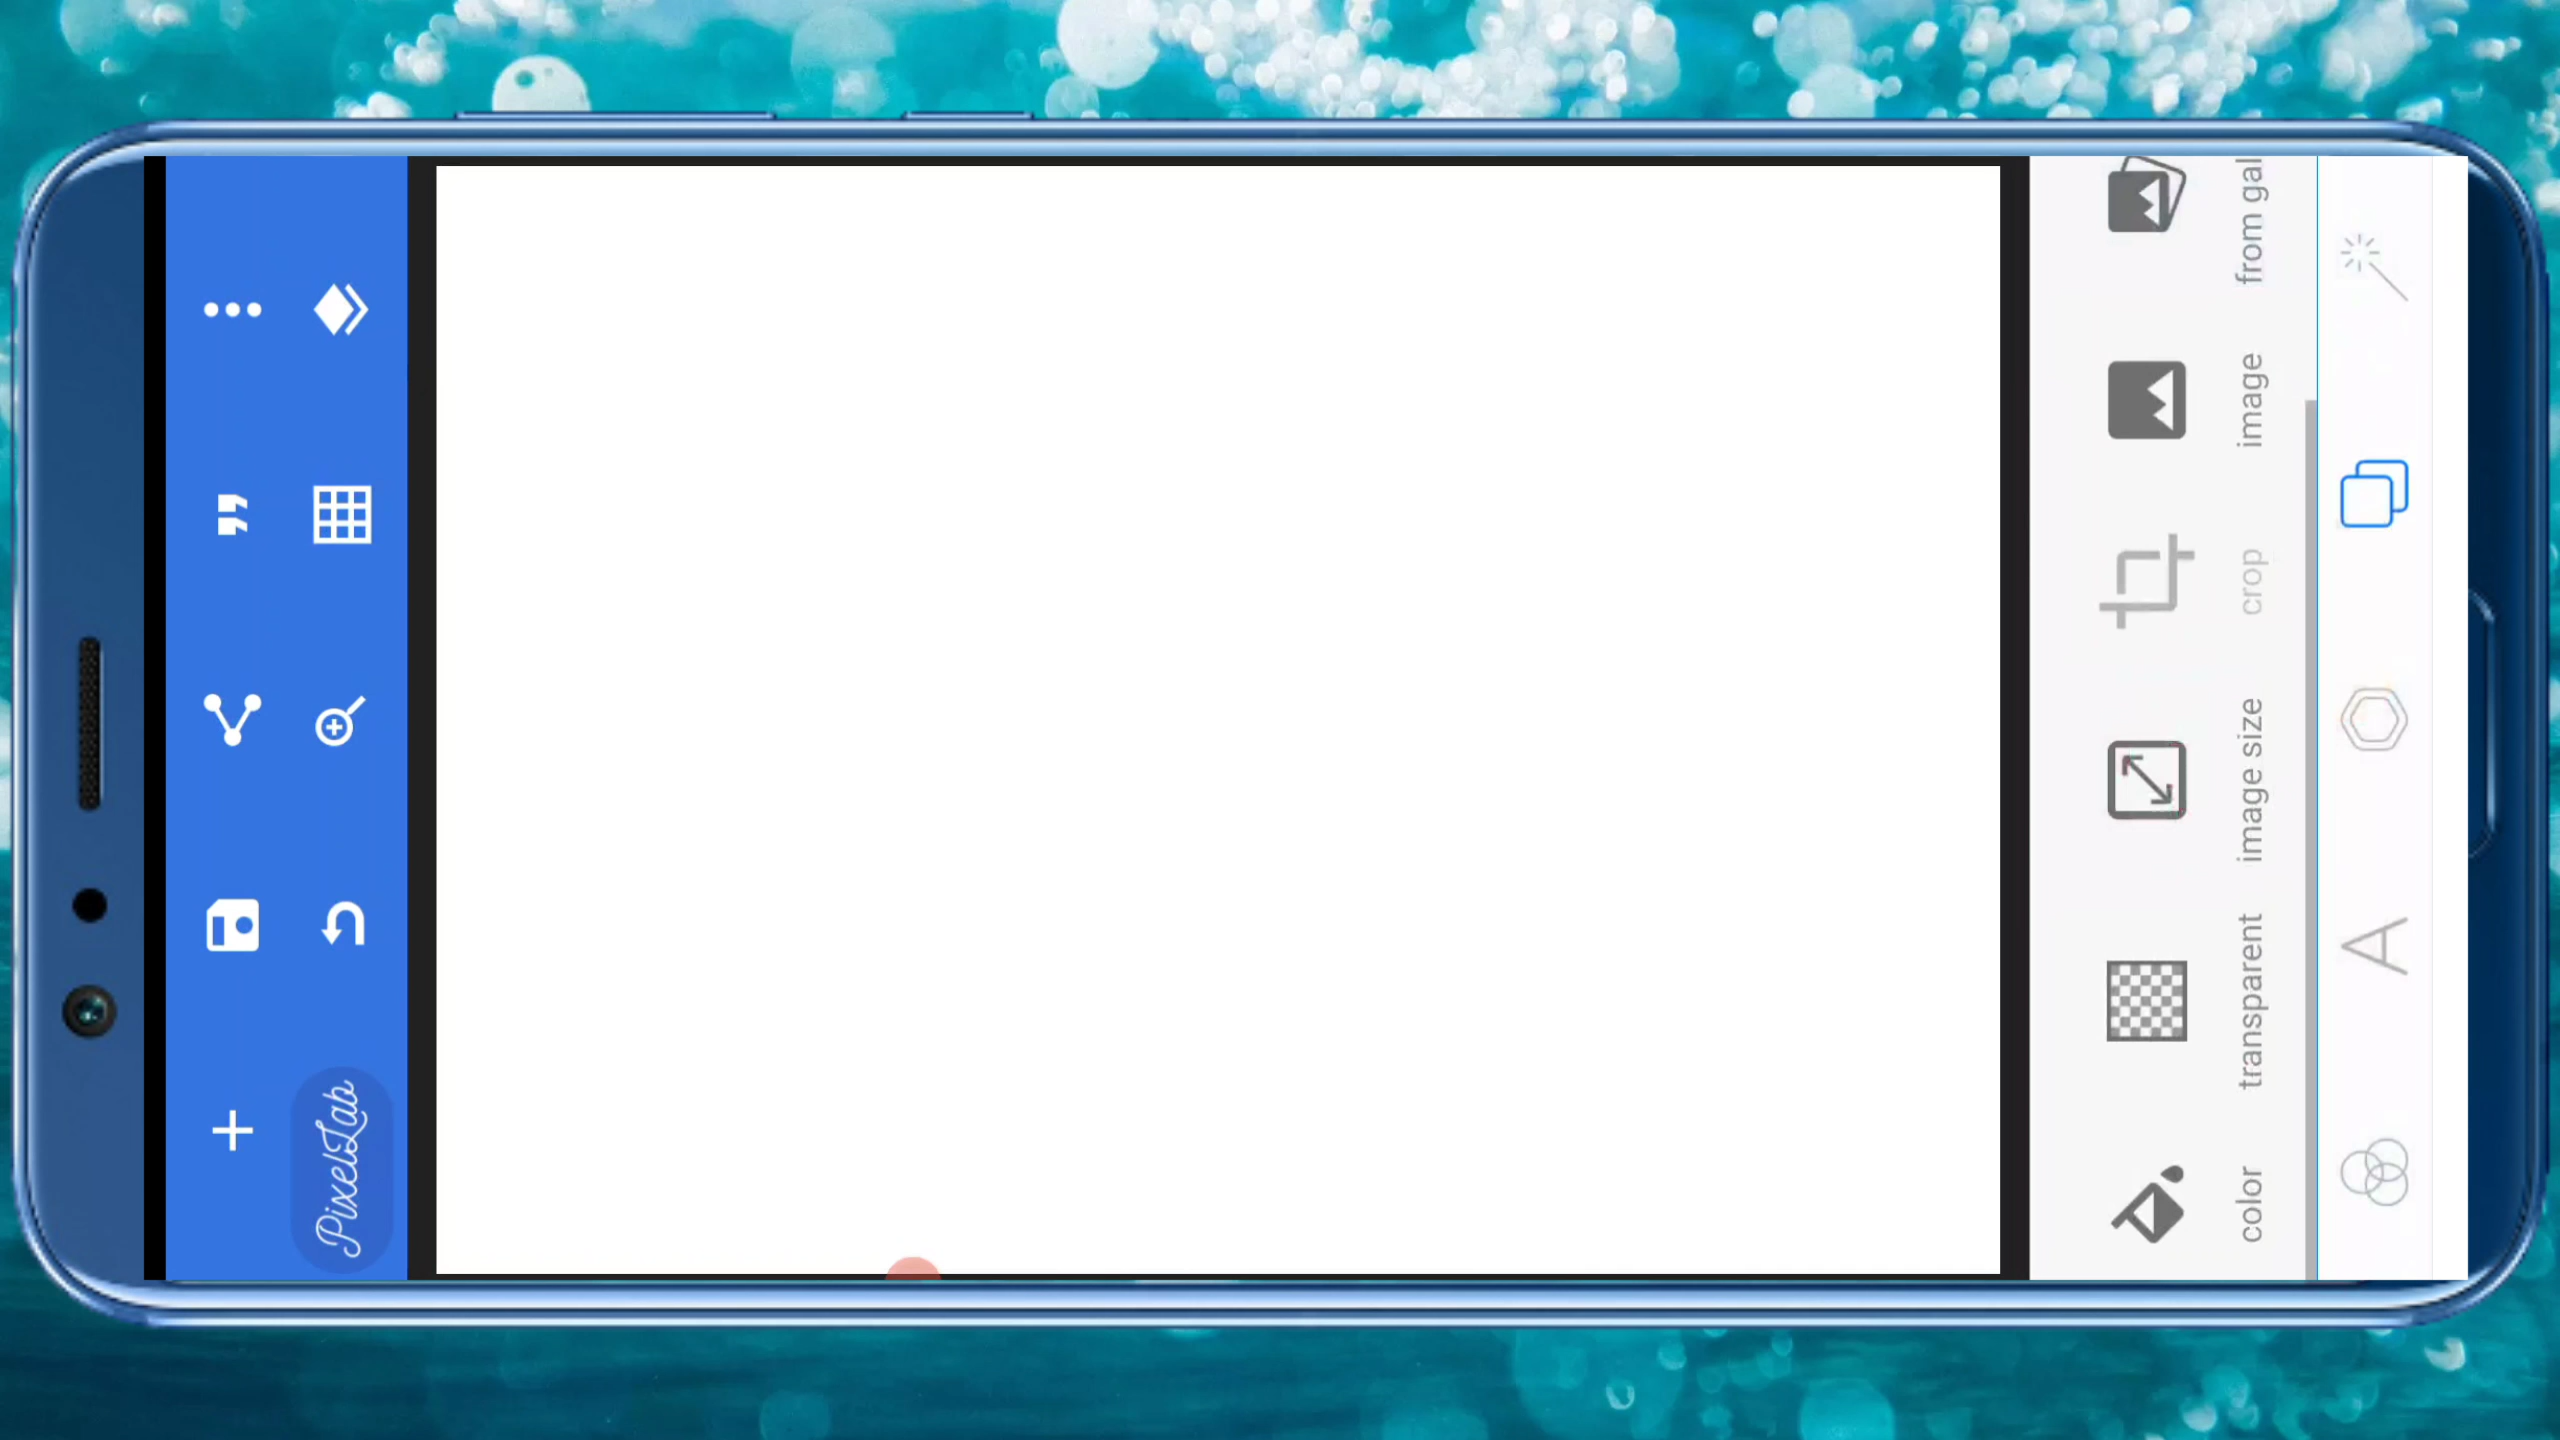 PixelLab
color
transparent
image size
crop
image
from gal